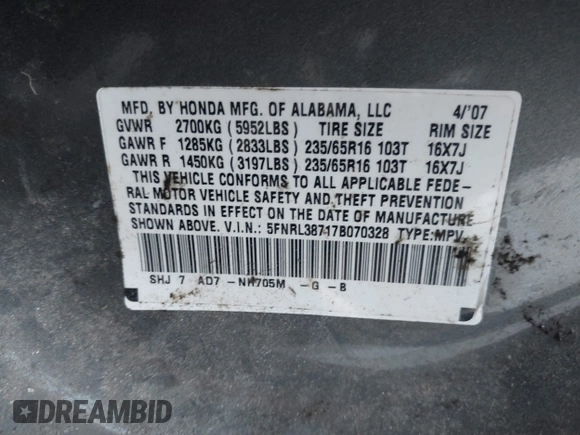 MFD. BY HONDA MFG. OF ALABAMA, LLC 4/'07
GVWR 2700KG (5952LBS) TIRE SIZE RIM SIZE
GAWR F 1285KG (2833LBS) 235/65R16 103T 16X7J
GAWR R 1450KG (3197LBS) 235/65R16 103T 16X7J
THIS VEHICLE CONFORMS TO ALL APPLICABLE FEDE-
RAL MOTOR VEHICLE SAFETY AND THEFT PREVENTION
STANDARDS IN EFFECT ON THE DATE OF MANUFACTURE
SHOWN ABOVE. V.I.N.: 5FNRL38717B070328 TYPE:MPV
SHJ 7 AD7 -NH705M -G -B
DREAMBID